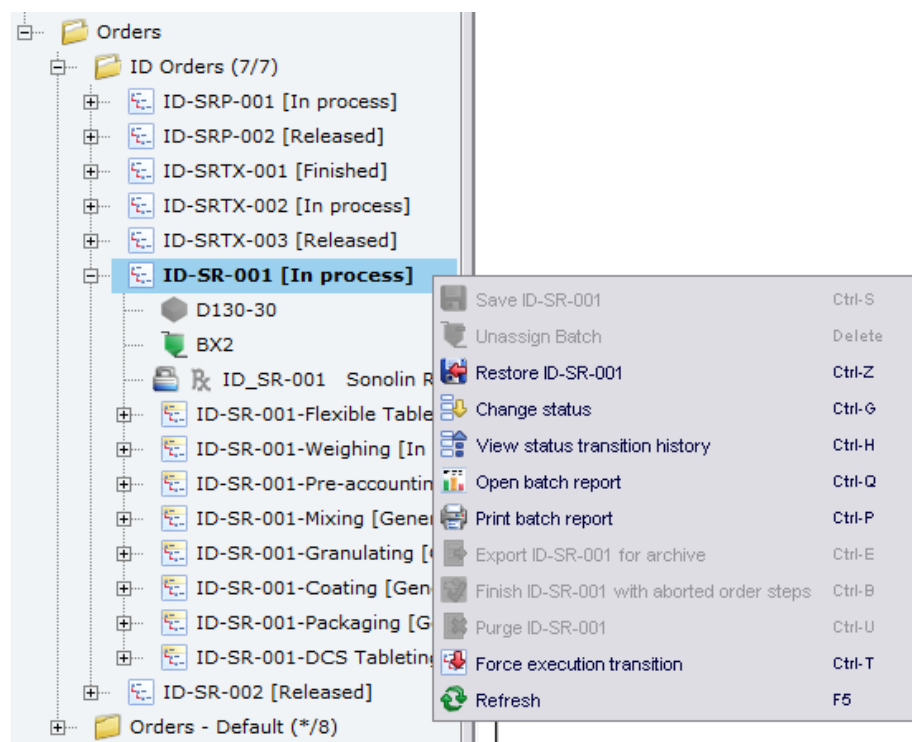 Orders
ID Orders (7/7)
ID-SRP-001 [In process]
ID-SRP-002 [Released]
ID-SRTX-001 [Finished]
ID-SRTX-002 [In process]
ID-SRTX-003 [Released]
ID-SR-001 [In process]
D130-30
BX2
ID_SR-001 Sonolin R
ID-SR-001-Flexible Table
ID-SR-001-Weighing [In
ID-SR-001-Pre-accountin
ID-SR-001-Mixing [Gener
ID-SR-001-Granulating [
ID-SR-001-Coating [Gen
ID-SR-001-Packaging [G
ID-SR-001-DCS Tableting
ID-SR-002 [Released]
Orders - Default (*/8)
Save ID-SR-001 Ctrl-S
Unassign Batch Delete
Restore ID-SR-001 Ctrl-Z
Change status Ctrl-G
View status transition history Ctrl-H
Open batch report Ctrl-Q
Print batch report Ctrl-P
Export ID-SR-001 for archive Ctrl-E
Finish ID-SR-001 with aborted order steps Ctrl-B
Purge ID-SR-001 Ctrl-U
Force execution transition Ctrl-T
Refresh F5